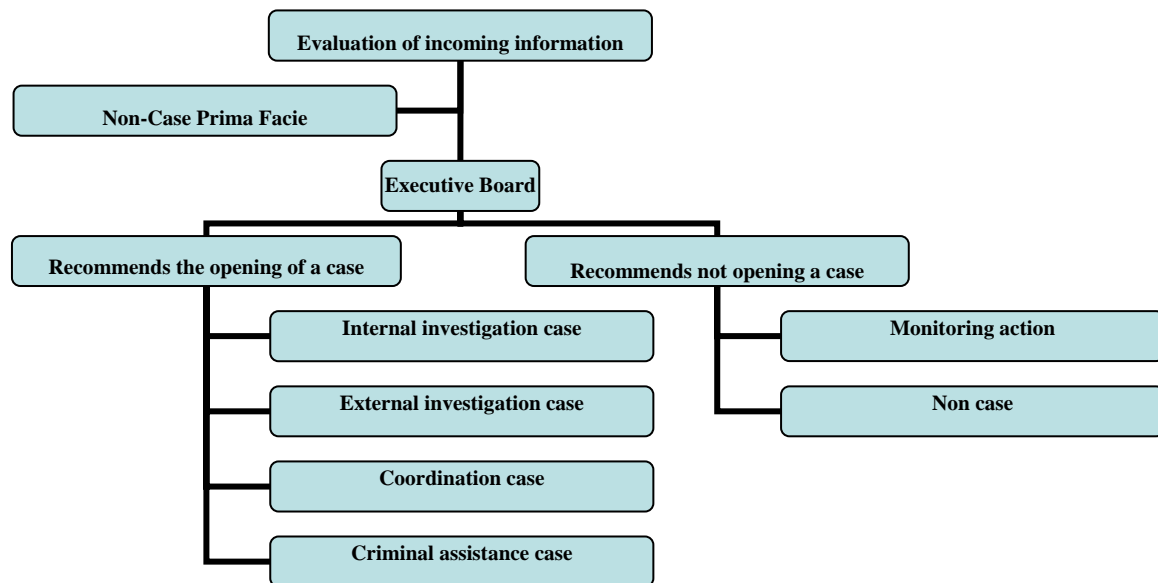 Evaluation of incoming information
Non-Case Prima Facie
Executive Board
Recommends the opening of a case
Internal investigation case
External investigation case
Coordination case
Criminal assistance case
Recommends not opening a case
Monitoring action
Non case